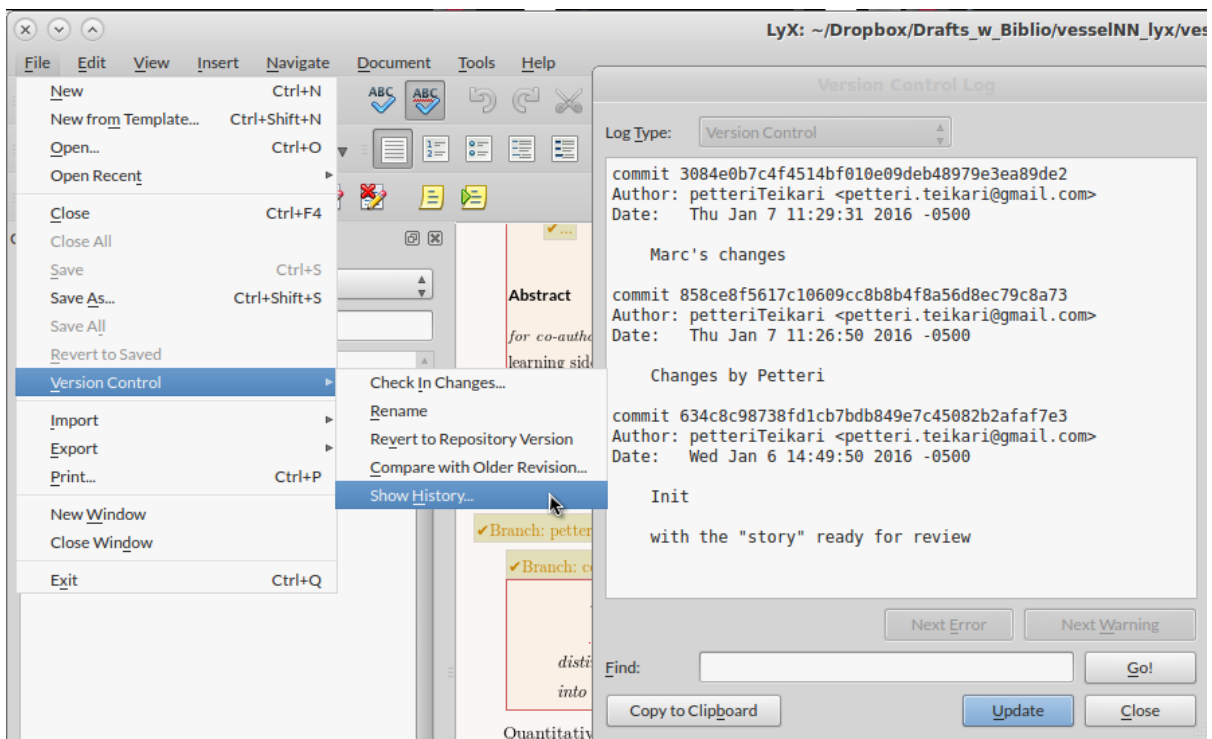 LyX: ~/Dropbox/Drafts_w_Biblio/vesselNN_lyx/ves
File Edit View Insert Navigate Document Tools Help
New Ctrl+N
New from Template... Ctrl+Shift+N
Open... Ctrl+O
Open Recent
Close Ctrl+F4
Close All
Save Ctrl+S
Save As... Ctrl+Shift+S
Save All
Revert to Saved
Version Control
Import
Export
Print... Ctrl+P
New Window
Close Window
Exit Ctrl+Q
Check In Changes...
Rename
Revert to Repository Version
Compare with Older Revision...
Show History...
ABC ABC
✔...
Abstract
for co-autho
learning side
✔Branch: petter
✔Branch: c
disti
into
Quantitativ
Version Control Log
Log Type: Version Control
commit 3084e0b7c4f4514bf010e09deb48979e3ea89de2
Author: petteriTeikari <petteri.teikari@gmail.com>
Date: Thu Jan 7 11:29:31 2016 -0500
Marc's changes
commit 858ce8f5617c10609cc8b8b4f8a56d8ec79c8a73
Author: petteriTeikari <petteri.teikari@gmail.com>
Date: Thu Jan 7 11:26:50 2016 -0500
Changes by Petteri
commit 634c8c98738fd1cb7bdb849e7c45082b2afaf7e3
Author: petteriTeikari <petteri.teikari@gmail.com>
Date: Wed Jan 6 14:49:50 2016 -0500
Init
with the "story" ready for review
Next Error Next Warning
Find: Go!
Copy to Clipboard Update Close